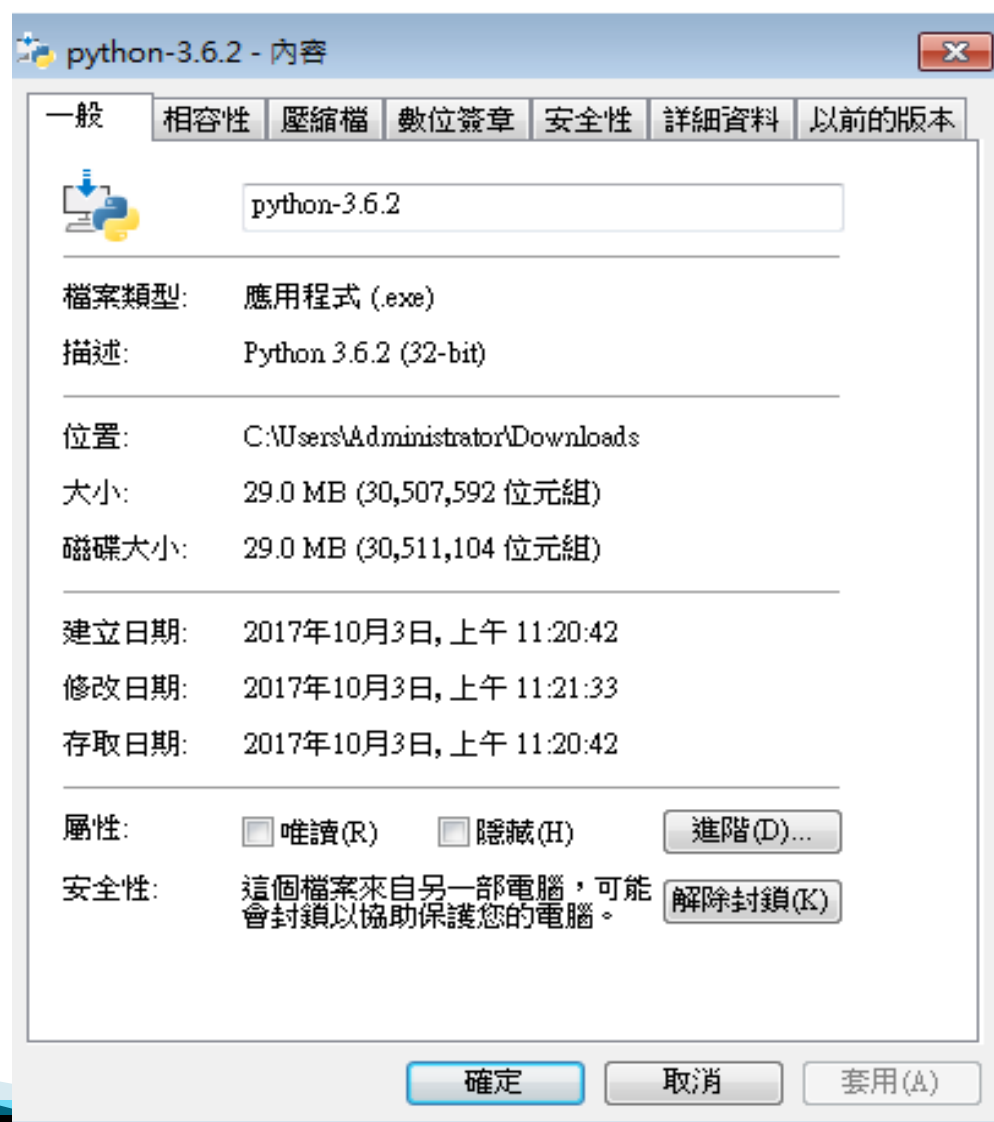 python-3.6.2 - 內容
一般 相容性 壓縮檔 數位簽章 安全性 詳細資料 以前的版本
python-3.6.2
檔案類型: 應用程式 (.exe)
描述: Python 3.6.2 (32-bit)
位置: C:\Users\Administrator\Downloads
大小: 29.0 MB (30,507,592 位元組)
磁碟大小: 29.0 MB (30,511,104 位元組)
建立日期: 2017年10月3日, 上午 11:20:42
修改日期: 2017年10月3日, 上午 11:21:33
存取日期: 2017年10月3日, 上午 11:20:42
屬性: 唯讀(R) 隱藏(H) 進階(D)...
安全性: 這個檔案來自另一部電腦，可能
會封鎖以協助保護您的電腦。 解除封鎖(K)
確定 取消 套用(A)